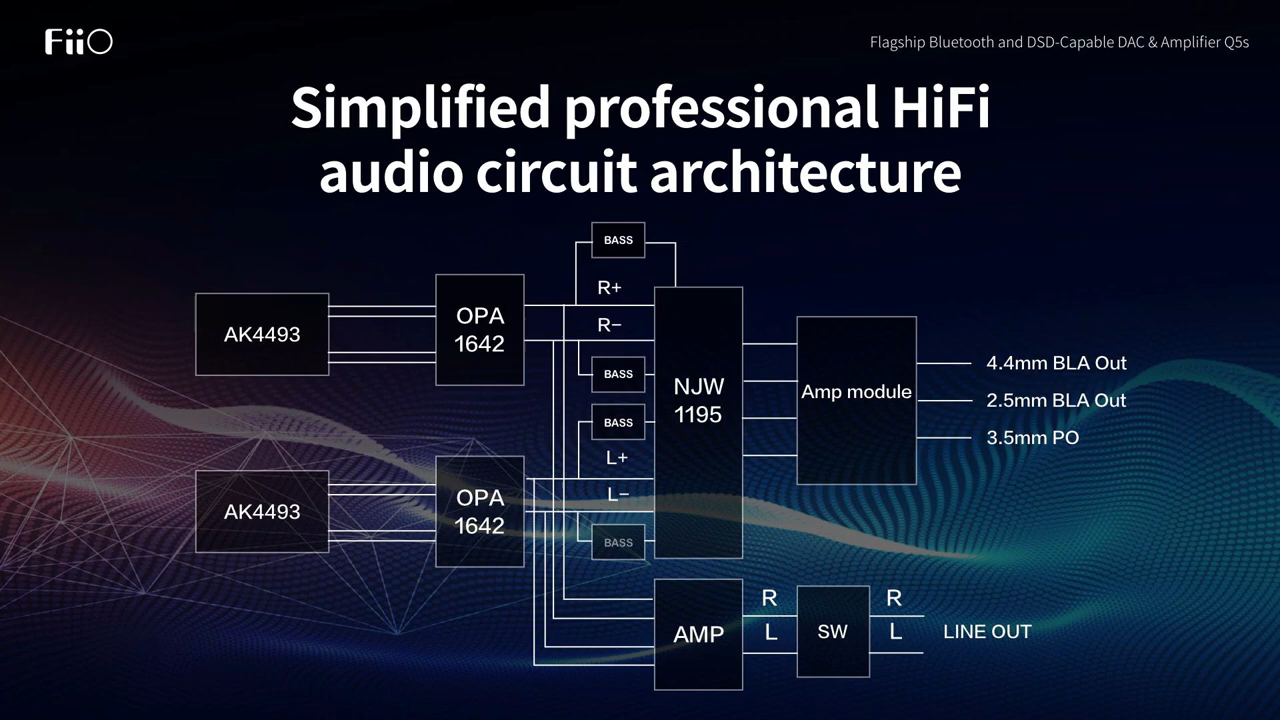 FiiO
Flagship Bluetooth and DSD-Capable DAC & Amplifier Q5s
Simplified professional HiFi
audio circuit architecture
BASS
R+
R−
AK4493
OPA
1642
BASS
NJW
1195
Amp module
4.4mm BLA Out
2.5mm BLA Out
3.5mm PO
BASS
L+
L−
AK4493
OPA
1642
BASS
AMP
R
L
SW
R
L
LINE OUT